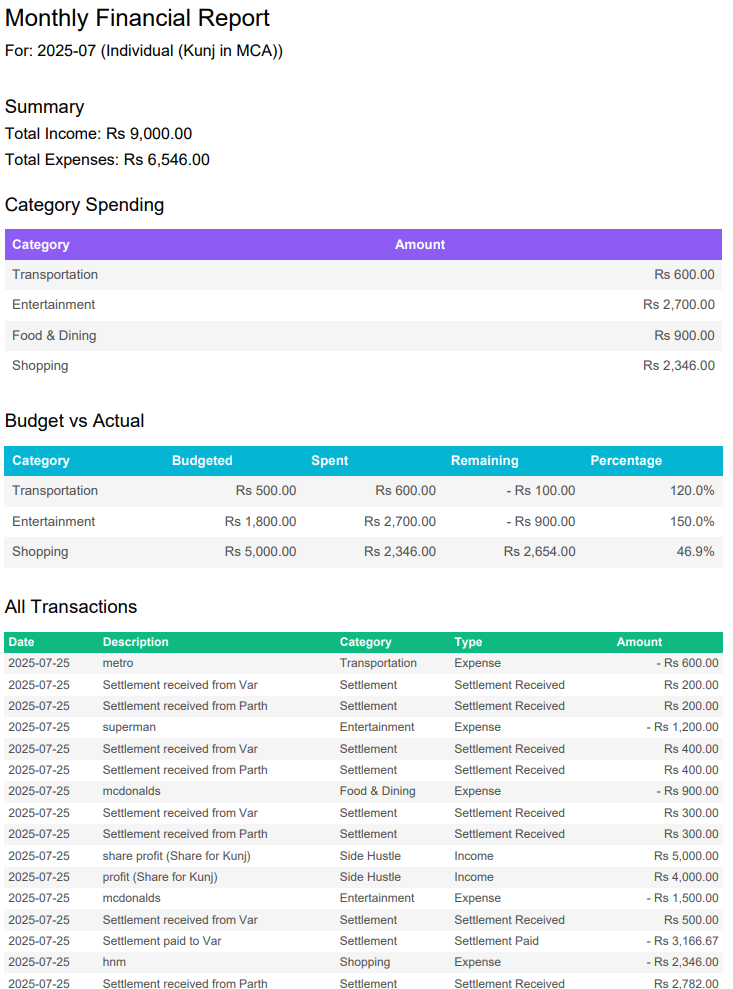 Monthly Financial Report
For: 2025-07 (Individual (Kunj in MCA))
Summary
Total Income: Rs 9,000.00
Total Expenses: Rs 6,546.00
Category Spending
Category Amount
Transportation Rs 600.00
Entertainment Rs 2,700.00
Food & Dining Rs 900.00
Shopping Rs 2,346.00
Budget vs Actual
Category Budgeted Spent Remaining Percentage
Transportation Rs 500.00 Rs 600.00 - Rs 100.00 120.0%
Entertainment Rs 1,800.00 Rs 2,700.00 - Rs 900.00 150.0%
Shopping Rs 5,000.00 Rs 2,346.00 Rs 2,654.00 46.9%
All Transactions
Date Description Category Type Amount
2025-07-25 metro Transportation Expense - Rs 600.00
2025-07-25 Settlement received from Var Settlement Settlement Received Rs 200.00
2025-07-25 Settlement received from Parth Settlement Settlement Received Rs 200.00
2025-07-25 superman Entertainment Expense - Rs 1,200.00
2025-07-25 Settlement received from Var Settlement Settlement Received Rs 400.00
2025-07-25 Settlement received from Parth Settlement Settlement Received Rs 400.00
2025-07-25 mcdonalds Food & Dining Expense - Rs 900.00
2025-07-25 Settlement received from Var Settlement Settlement Received Rs 300.00
2025-07-25 Settlement received from Parth Settlement Settlement Received Rs 300.00
2025-07-25 share profit (Share for Kunj) Side Hustle Income Rs 5,000.00
2025-07-25 profit (Share for Kunj) Side Hustle Income Rs 4,000.00
2025-07-25 mcdonalds Entertainment Expense - Rs 1,500.00
2025-07-25 Settlement received from Var Settlement Settlement Received Rs 500.00
2025-07-25 Settlement paid to Var Settlement Settlement Paid - Rs 3,166.67
2025-07-25 hnm Shopping Expense - Rs 2,346.00
2025-07-25 Settlement received from Parth Settlement Settlement Received Rs 2,782.00